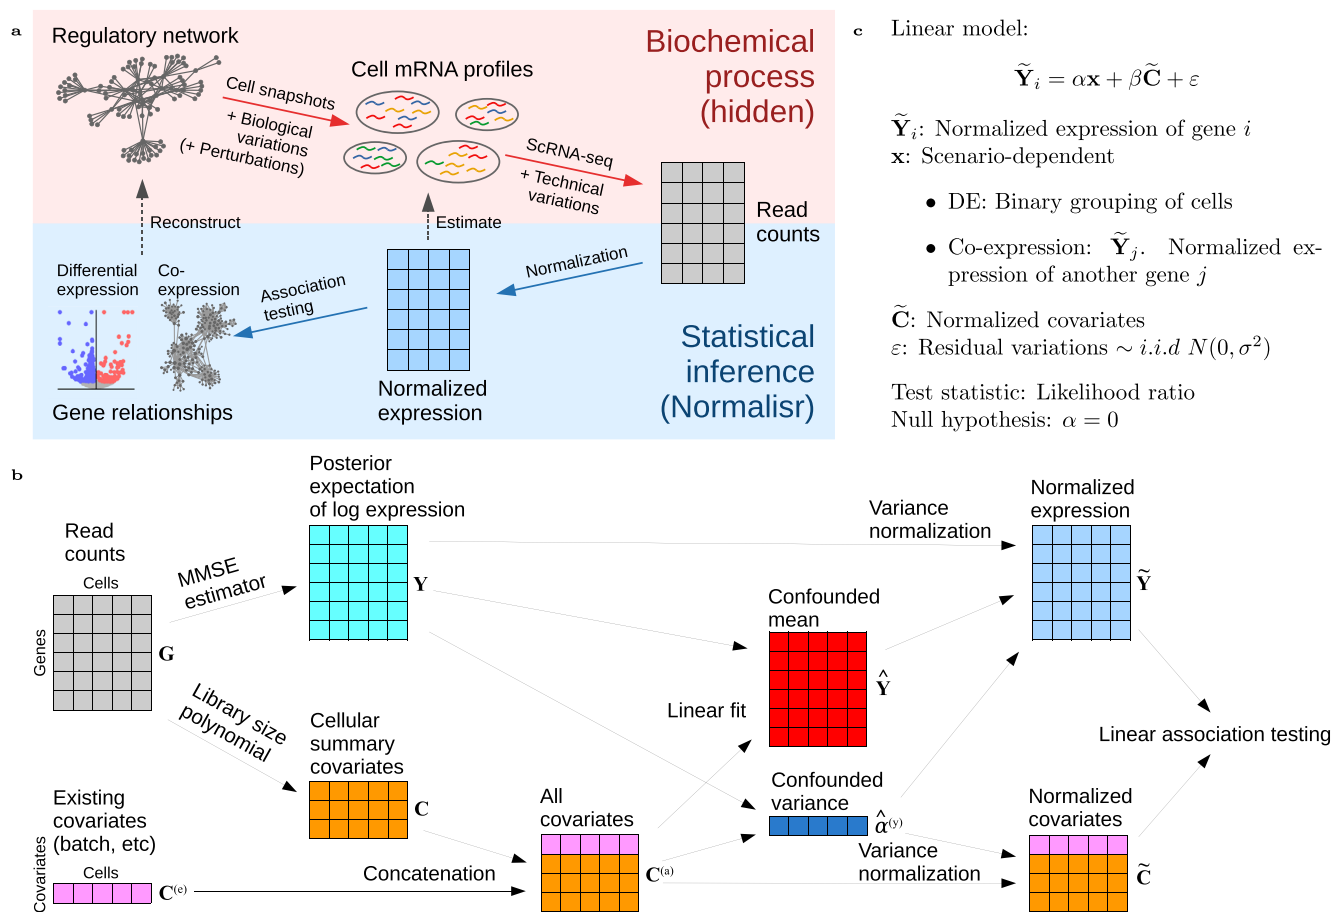 a
Regulatory network
Cell snapshots
+ Biological
variations
(+ Perturbations)
Cell mRNA profiles
Biochemical
process
(hidden)
ScRNA-seq
+ Technical
variations
Read
counts
Reconstruct
Estimate
Normalization
Differential
expression
Co-
expression
Association
testing
Gene relationships
Normalized
expression
Statistical
inference
(Normalisr)
c
Linear model:
Ỹᵢ = αx + βC̃ + ε
Ỹᵢ: Normalized expression of gene i
x: Scenario-dependent
• DE: Binary grouping of cells
• Co-expression: Ỹⱼ. Normalized ex-
pression of another gene j
C̃: Normalized covariates
ε: Residual variations ∼ i.i.d N(0, σ²)
Test statistic: Likelihood ratio
Null hypothesis: α = 0
b
Read
counts
Cells
Genes
G
MMSE
estimator
Library size
polynomial
Posterior
expectation
of log expression
Y
Cellular
summary
covariates
C
Existing
covariates
(batch, etc)
Cells
Covariates
C⁽ᵉ⁾
Concatenation
All
covariates
C⁽ᵃ⁾
Linear fit
Confounded
mean
Ŷ
Confounded
variance
α̂⁽ʸ⁾
Variance
normalization
Variance
normalization
Normalized
expression
Ỹ
Normalized
covariates
C̃
Linear association testing